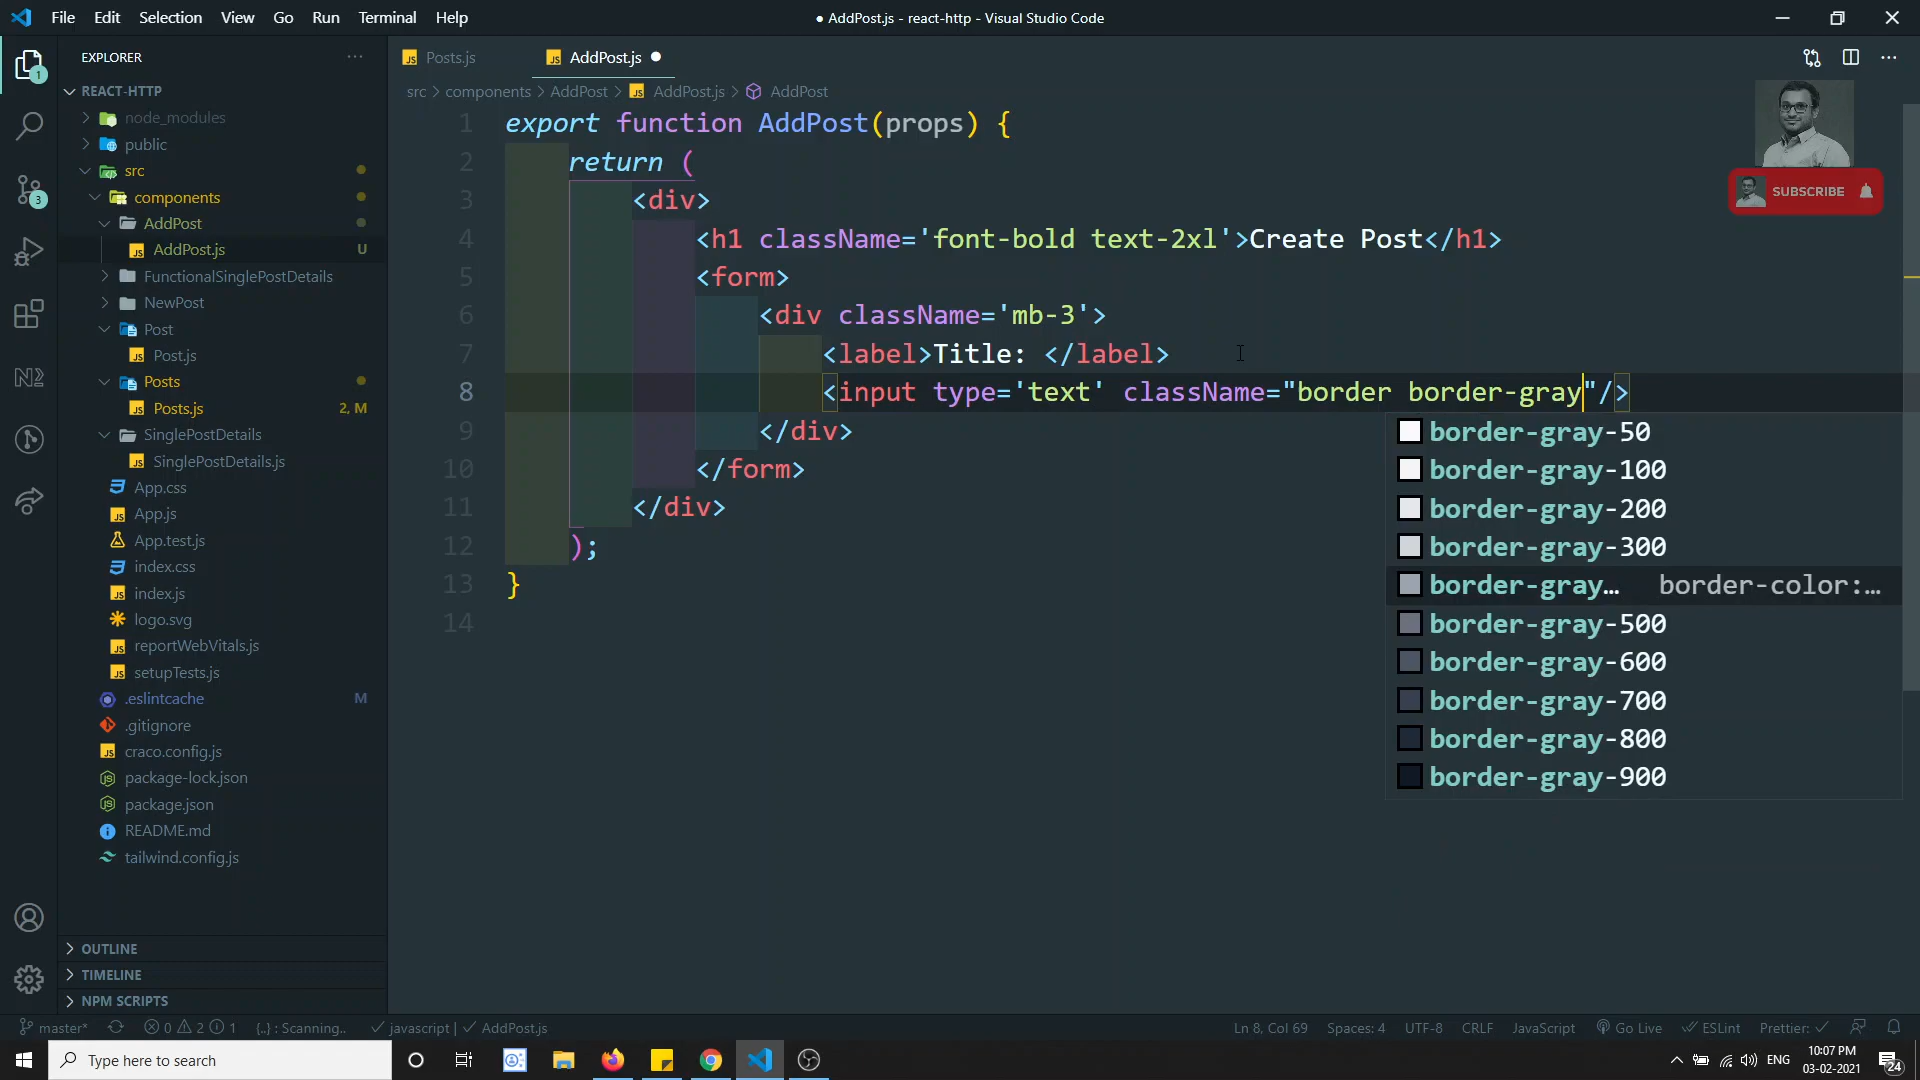 File Edit Selection View Go Run Terminal Help
● AddPost.js - react-http - Visual Studio Code
EXPLORER
REACT-HTTP
node_modules
public
src
components
AddPost
AddPost.js U
FunctionalSinglePostDetails
NewPost
Post
Post.js
Posts
Posts.js 2, M
SinglePostDetails
SinglePostDetails.js
App.css
App.js
App.test.js
index.css
index.js
logo.svg
reportWebVitals.js
setupTests.js
.eslintcache M
.gitignore
craco.config.js
package-lock.json
package.json
README.md
tailwind.config.js
OUTLINE
TIMELINE
NPM SCRIPTS
1
3
Posts.js AddPost.js
src > components > AddPost > AddPost.js > AddPost
1 export function AddPost(props) {
2 return (
3 <div>
4 <h1 className='font-bold text-2xl'>Create Post</h1>
5 <form>
6 <div className='mb-3'>
7 <label>Title: </label>
8 <input type='text' className="border border-gray"/>
9 </div>
10 </form>
11 </div>
12 );
13 }
14
border-gray-50
border-gray-100
border-gray-200
border-gray-300
border-gray… border-color:…
border-gray-500
border-gray-600
border-gray-700
border-gray-800
border-gray-900
SUBSCRIBE
master* 0 2 1 {..} : Scanning.. javascript | AddPost.js
Ln 8, Col 69 Spaces: 4 UTF-8 CRLF JavaScript Go Live ESLint Prettier:
Type here to search
ENG
10:07 PM
03-02-2021
24